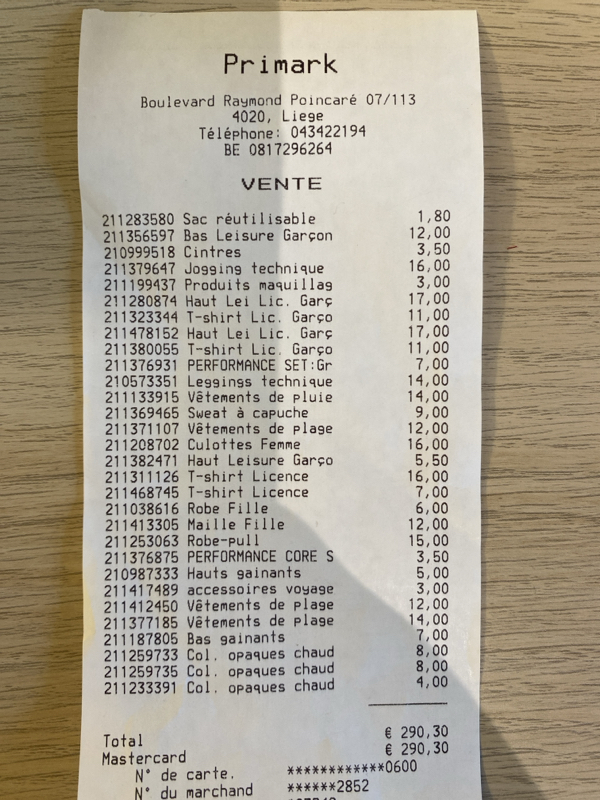 Primark
Boulevard Raymond Poincaré 07/113
4020, Liege
Téléphone: 043422194
BE 0817296264
VENTE
211283580 Sac réutilisable 1,80
211356597 Bas Leisure Garçon 12,00
210999518 Cintres 3,50
211379647 Jogging technique 16,00
211199437 Produits maquillag 3,00
211280874 Haut Lei Lic. Garç 17,00
211323344 T-shirt Lic. Garço 11,00
211478152 Haut Lei Lic. Garç 17,00
211380055 T-shirt Lic. Garço 11,00
211376931 PERFORMANCE SET:Gr 7,00
210573351 Leggings technique 14,00
211133915 Vêtements de pluie 14,00
211369465 Sweat à capuche 9,00
211371107 Vêtements de plage 12,00
211208702 Culottes Femme 16,00
211382471 Haut Leisure Garço 5,50
211311126 T-shirt Licence 16,00
211468745 T-shirt Licence 7,00
211038616 Robe Fille 6,00
211413305 Maille Fille 12,00
211253063 Robe-pull 15,00
211376875 PERFORMANCE CORE S 3,50
210987333 Hauts gainants 5,00
211417489 accessoires voyage 3,00
211412450 Vêtements de plage 12,00
211377185 Vêtements de plage 14,00
211187805 Bas gainants 7,00
211259733 Col. opaques chaud 8,00
211259735 Col. opaques chaud 8,00
211233391 Col. opaques chaud 4,00
Total € 290,30
Mastercard € 290,30
N° de carte. ************0600
N° du marchand ******2852